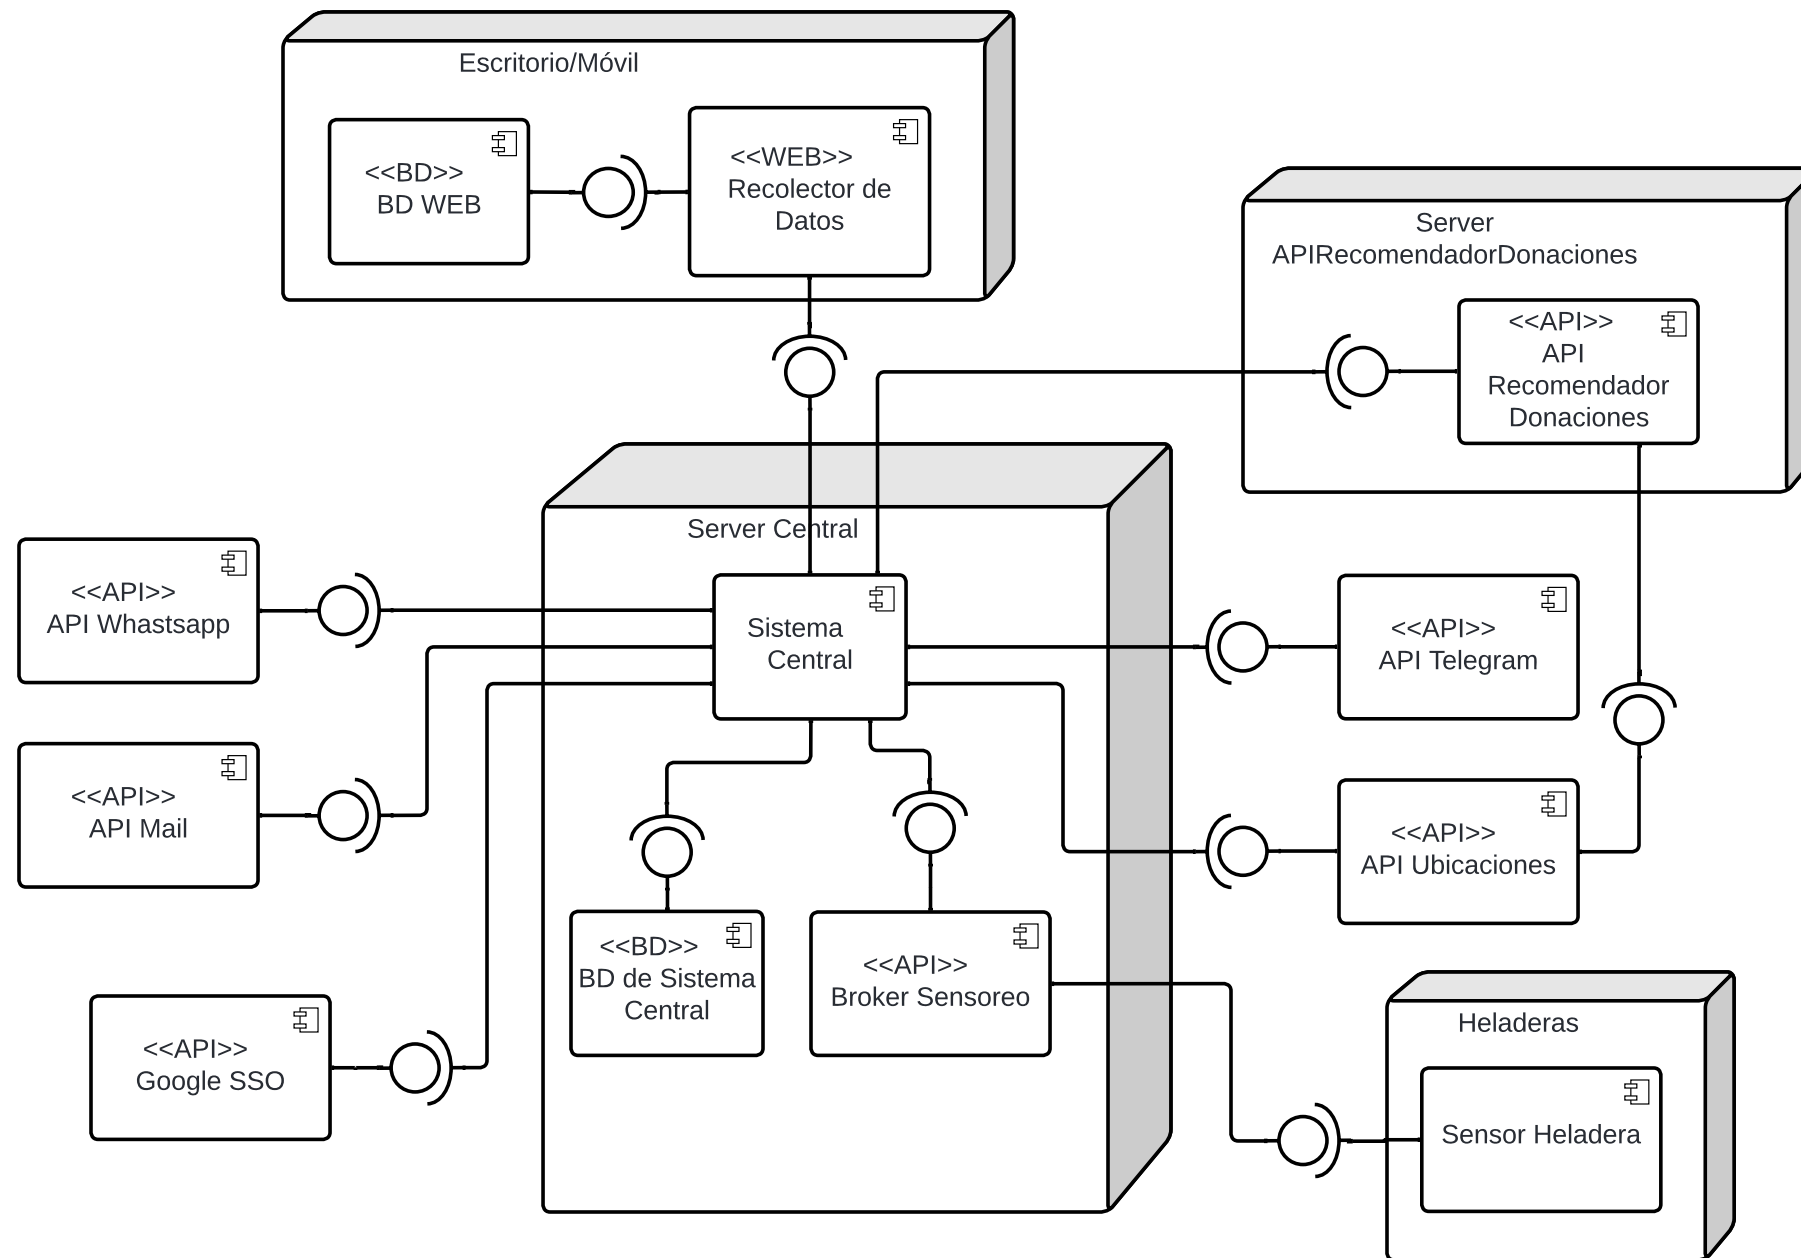 Escritorio/Móvil
<<BD>>
BD WEB
<<WEB>>
Recolector de
Datos
Server
APIRecomendadorDonaciones
<<API>>
API
Recomendador
Donaciones
Server Central
<<API>>
API Whastsapp
Sistema
Central
<<API>>
API Telegram
<<API>>
API Mail
<<API>>
API Ubicaciones
<<BD>>
BD de Sistema
Central
<<API>>
Broker Sensoreo
<<API>>
Google SSO
Heladeras
Sensor Heladera